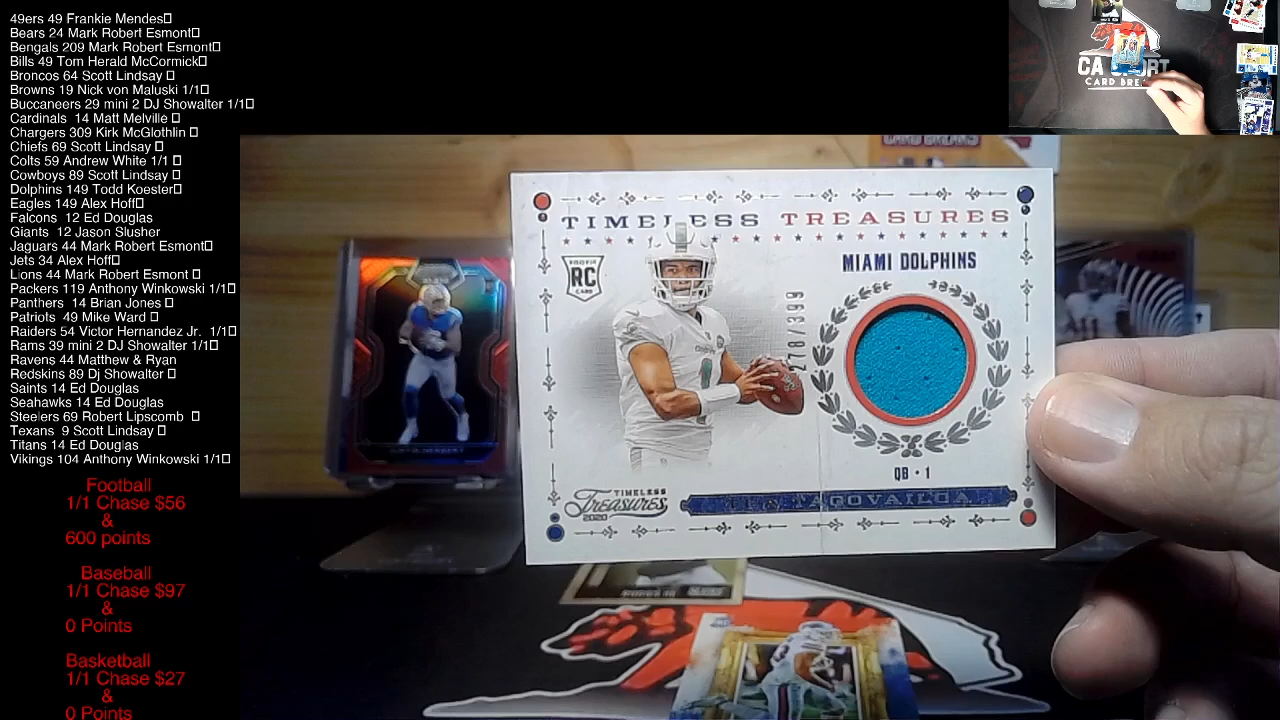 49ers 49 Frankie Mendes
Bears 24 Mark Robert Esmont
Bengals 209 Mark Robert Esmont
Bills 49 Tom Herald McCormick
Broncos 64 Scott Lindsay
Browns 19 Nick von Maluski 1/1
Buccaneers 29 mini 2 DJ Showalter 1/1
Cardinals 14 Matt Melville
Chargers 309 Kirk McGlothlin
Chiefs 69 Scott Lindsay
Colts 59 Andrew White 1/1
Cowboys 89 Scott Lindsay
Dolphins 149 Todd Koester
Eagles 149 Alex Hoff
Falcons 12 Ed Douglas
Giants 12 Jason Slusher
Jaguars 44 Mark Robert Esmont
Jets 34 Alex Hoff
Lions 44 Mark Robert Esmont
Packers 119 Anthony Winkowski 1/1
Panthers 14 Brian Jones
Patriots 49 Mike Ward
Raiders 54 Victor Hernandez Jr. 1/1
Rams 39 mini 2 DJ Showalter 1/1
Ravens 44 Matthew & Ryan
Redskins 89 Dj Showalter
Saints 14 Ed Douglas
Seahawks 14 Ed Douglas
Steelers 69 Robert Lipscomb
Texans 9 Scott Lindsay
Titans 14 Ed Douglas
Vikings 104 Anthony Winkowski 1/1
Football
1/1 Chase $56
&
600 points
Baseball
1/1 Chase $97
&
0 Points
Basketball
1/1 Chase $27
&
0 Points
CA SPORT
CARD BRE
CARD BREAKS
TIMELESS TREASURES
RC
CARD
MIAMI DOLPHINS
278/399
QB • 1
TIMELESS
Treasures
2020
TUA TAGOVAILOA